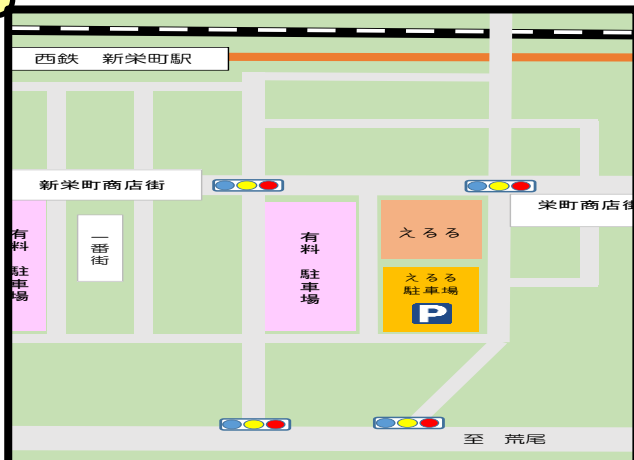 西鉄 新栄町駅
新栄町商店街
栄町商店街
有料 駐車場
一番街
有料 駐車場
えるる
えるる
駐車場
P
至 荒尾